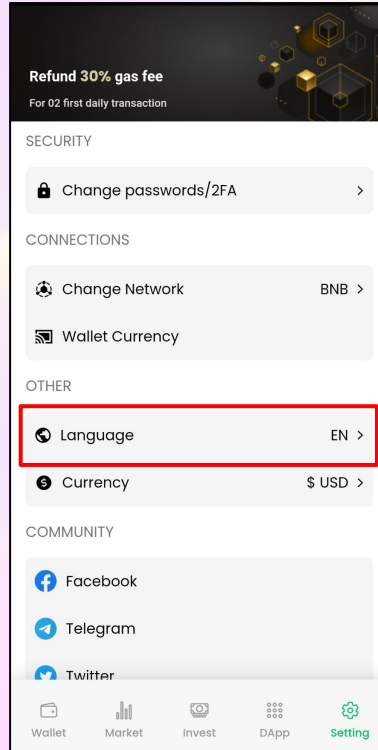 Refund 30% gas fee
For 02 first daily transaction
SECURITY
Change passwords/2FA
CONNECTIONS
Change Network BNB >
Wallet Currency
OTHER
Language EN >
Currency $ USD >
COMMUNITY
Facebook
Telegram
Twitter
Wallet Market Invest DApp Setting